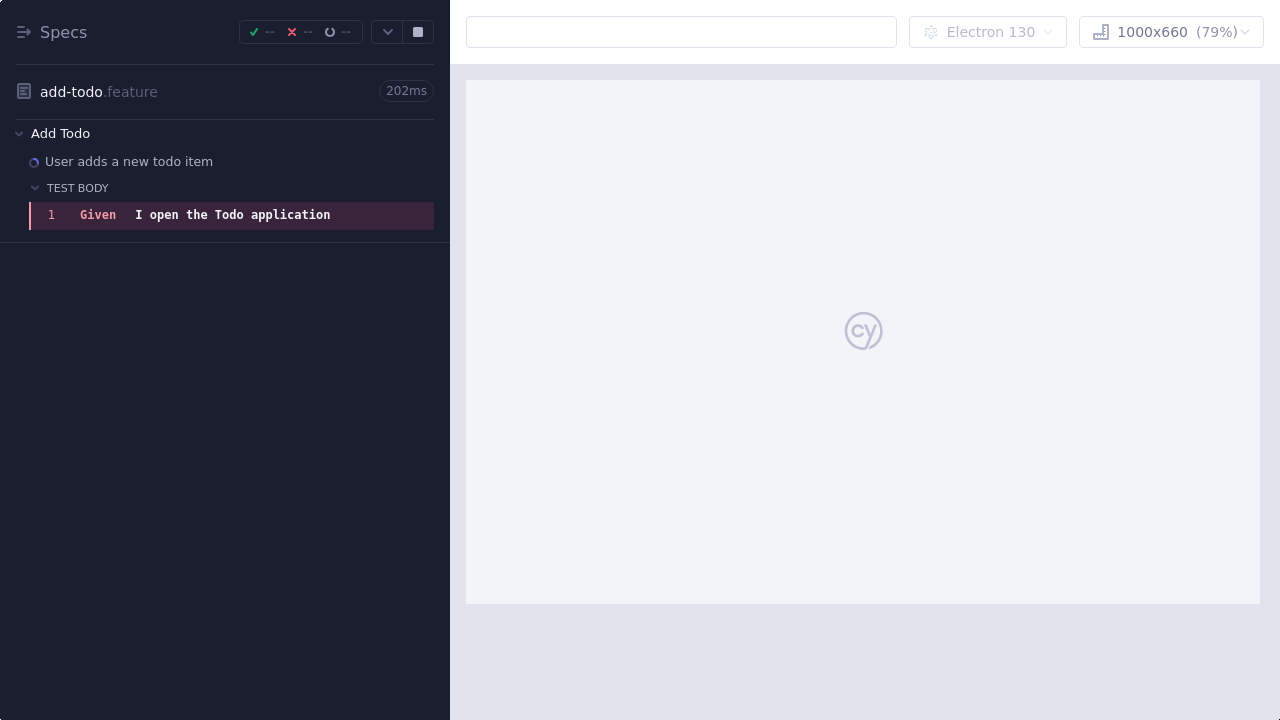 Specs
--
--
--
add-todo.feature
202ms
Add Todo
User adds a new todo item
TEST BODY
1 Given I open the Todo application
Electron 130
1000x660 (79%)
cy